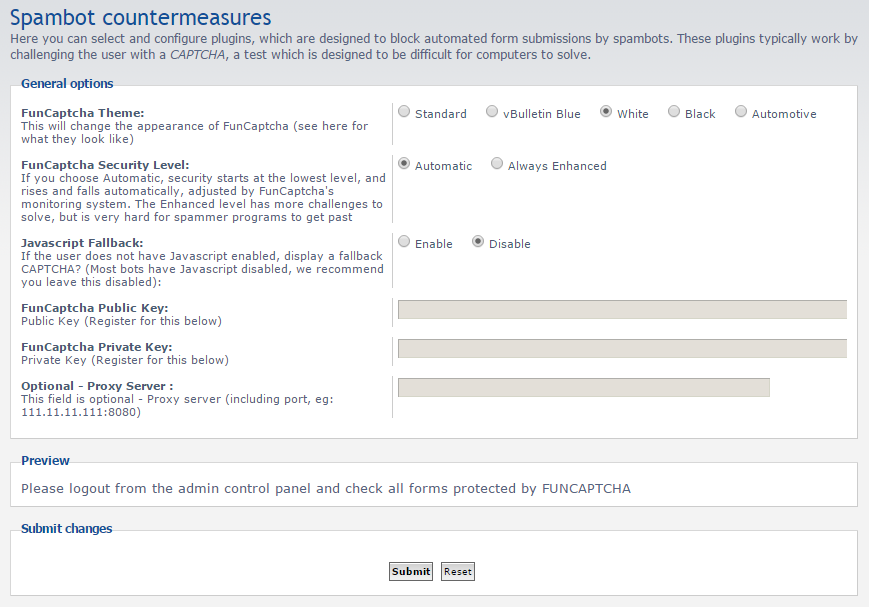 Spambot countermeasures
Here you can select and configure plugins, which are designed to block automated form submissions by spambots. These plugins typically work by
challenging the user with a CAPTCHA, a test which is designed to be difficult for computers to solve.
General options
FunCaptcha Theme:
This will change the appearance of FunCaptcha (see here for
what they look like)
Standard vBulletin Blue White Black Automotive
FunCaptcha Security Level:
If you choose Automatic, security starts at the lowest level, and
rises and falls automatically, adjusted by FunCaptcha's
monitoring system. The Enhanced level has more challenges to
solve, but is very hard for spammer programs to get past
Automatic Always Enhanced
Javascript Fallback:
If the user does not have Javascript enabled, display a fallback
CAPTCHA? (Most bots have Javascript disabled, we recommend
you leave this disabled):
Enable Disable
FunCaptcha Public Key:
Public Key (Register for this below)
FunCaptcha Private Key:
Private Key (Register for this below)
Optional - Proxy Server :
This field is optional - Proxy server (including port, eg:
111.11.11.111:8080)
Preview
Please logout from the admin control panel and check all forms protected by FUNCAPTCHA
Submit changes
Submit Reset